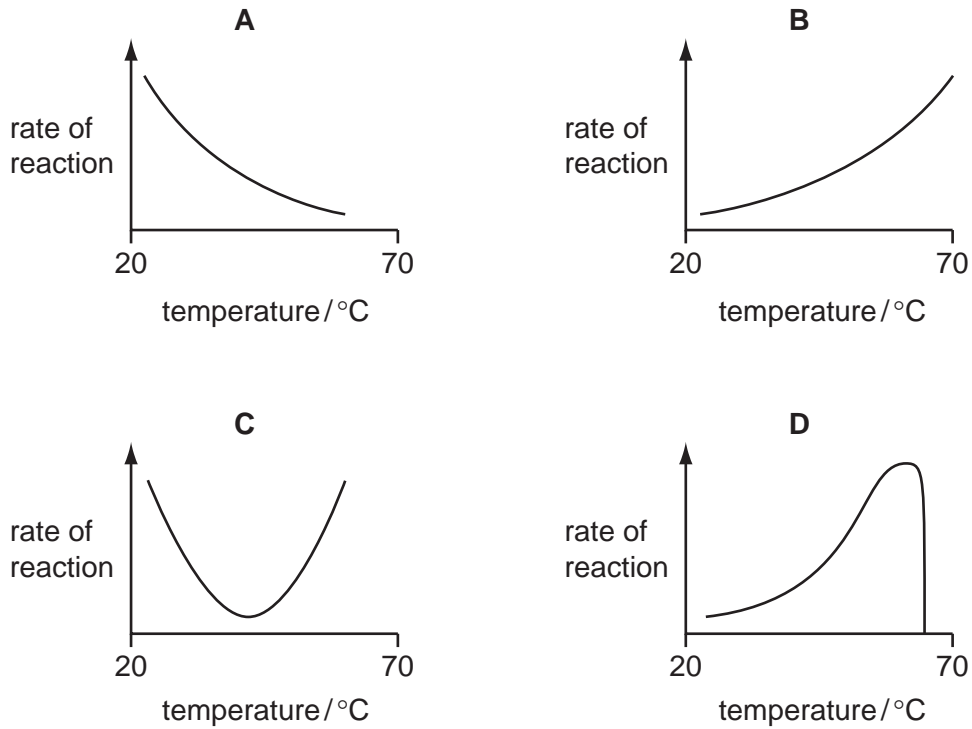 A
rate of
reaction
20
70
temperature / °C
B
rate of
reaction
20
70
temperature / °C
C
rate of
reaction
20
70
temperature / °C
D
rate of
reaction
20
70
temperature / °C